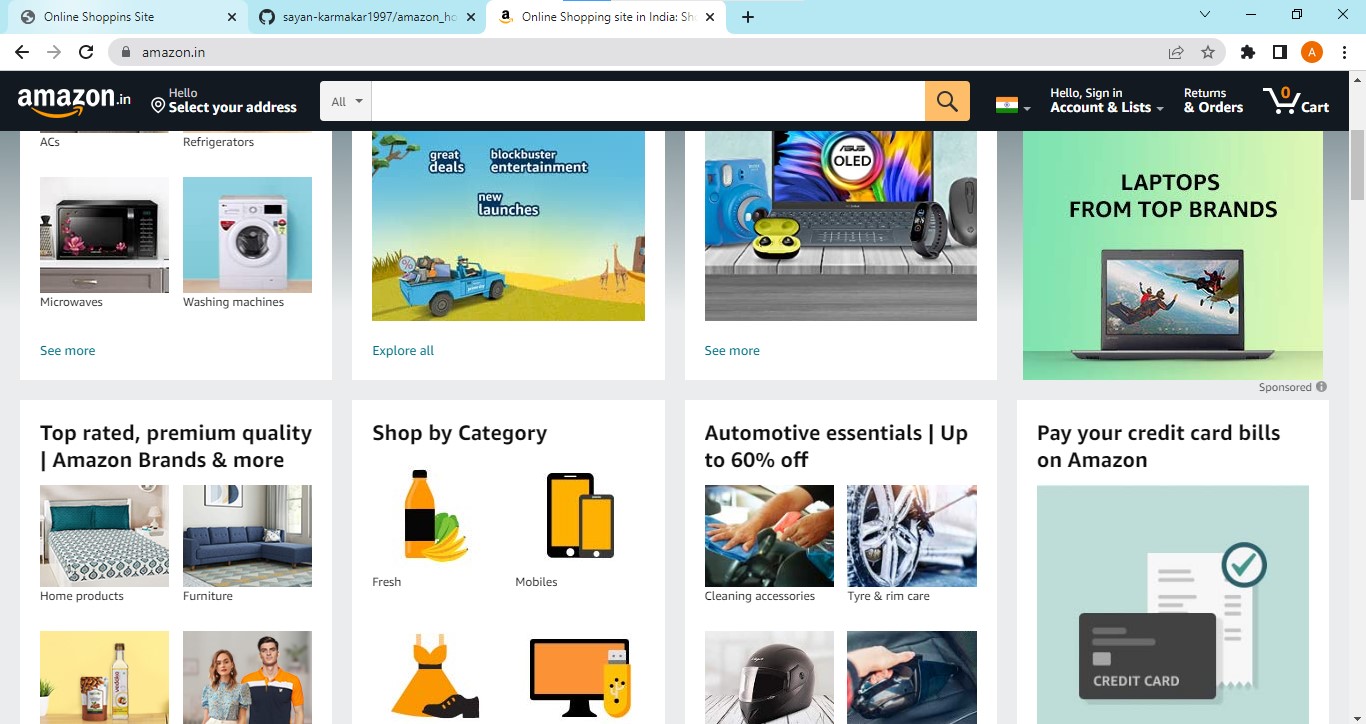 Online Shoppins Site
sayan-karmakar1997/amazon_ho
Online Shopping site in India: Sho
amazon.in
amazon.in
Hello
Select your address
All
Hello, Sign in
Account & Lists
Returns
& Orders
0
Cart
ACs
Refrigerators
Microwaves
Washing machines
See more
great
deals
blockbuster
entertainment
new
launches
Explore all
ASUS
OLED
See more
LAPTOPS
FROM TOP BRANDS
Sponsored
Top rated, premium quality
| Amazon Brands & more
Home products
Furniture
Shop by Category
Fresh
Mobiles
Automotive essentials | Up
to 60% off
Cleaning accessories
Tyre & rim care
Pay your credit card bills
on Amazon
CREDIT CARD